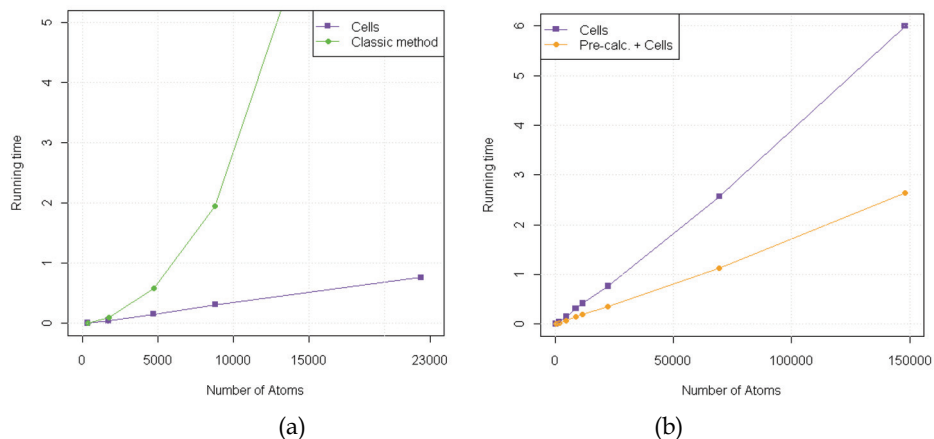 Cells
Classic method
5
4
3
2
1
0
Running time
0
5000
10000
15000
23000
Number of Atoms
(a)
Cells
Pre-calc. + Cells
6
5
4
3
2
1
0
Running time
0
50000
100000
150000
Number of Atoms
(b)